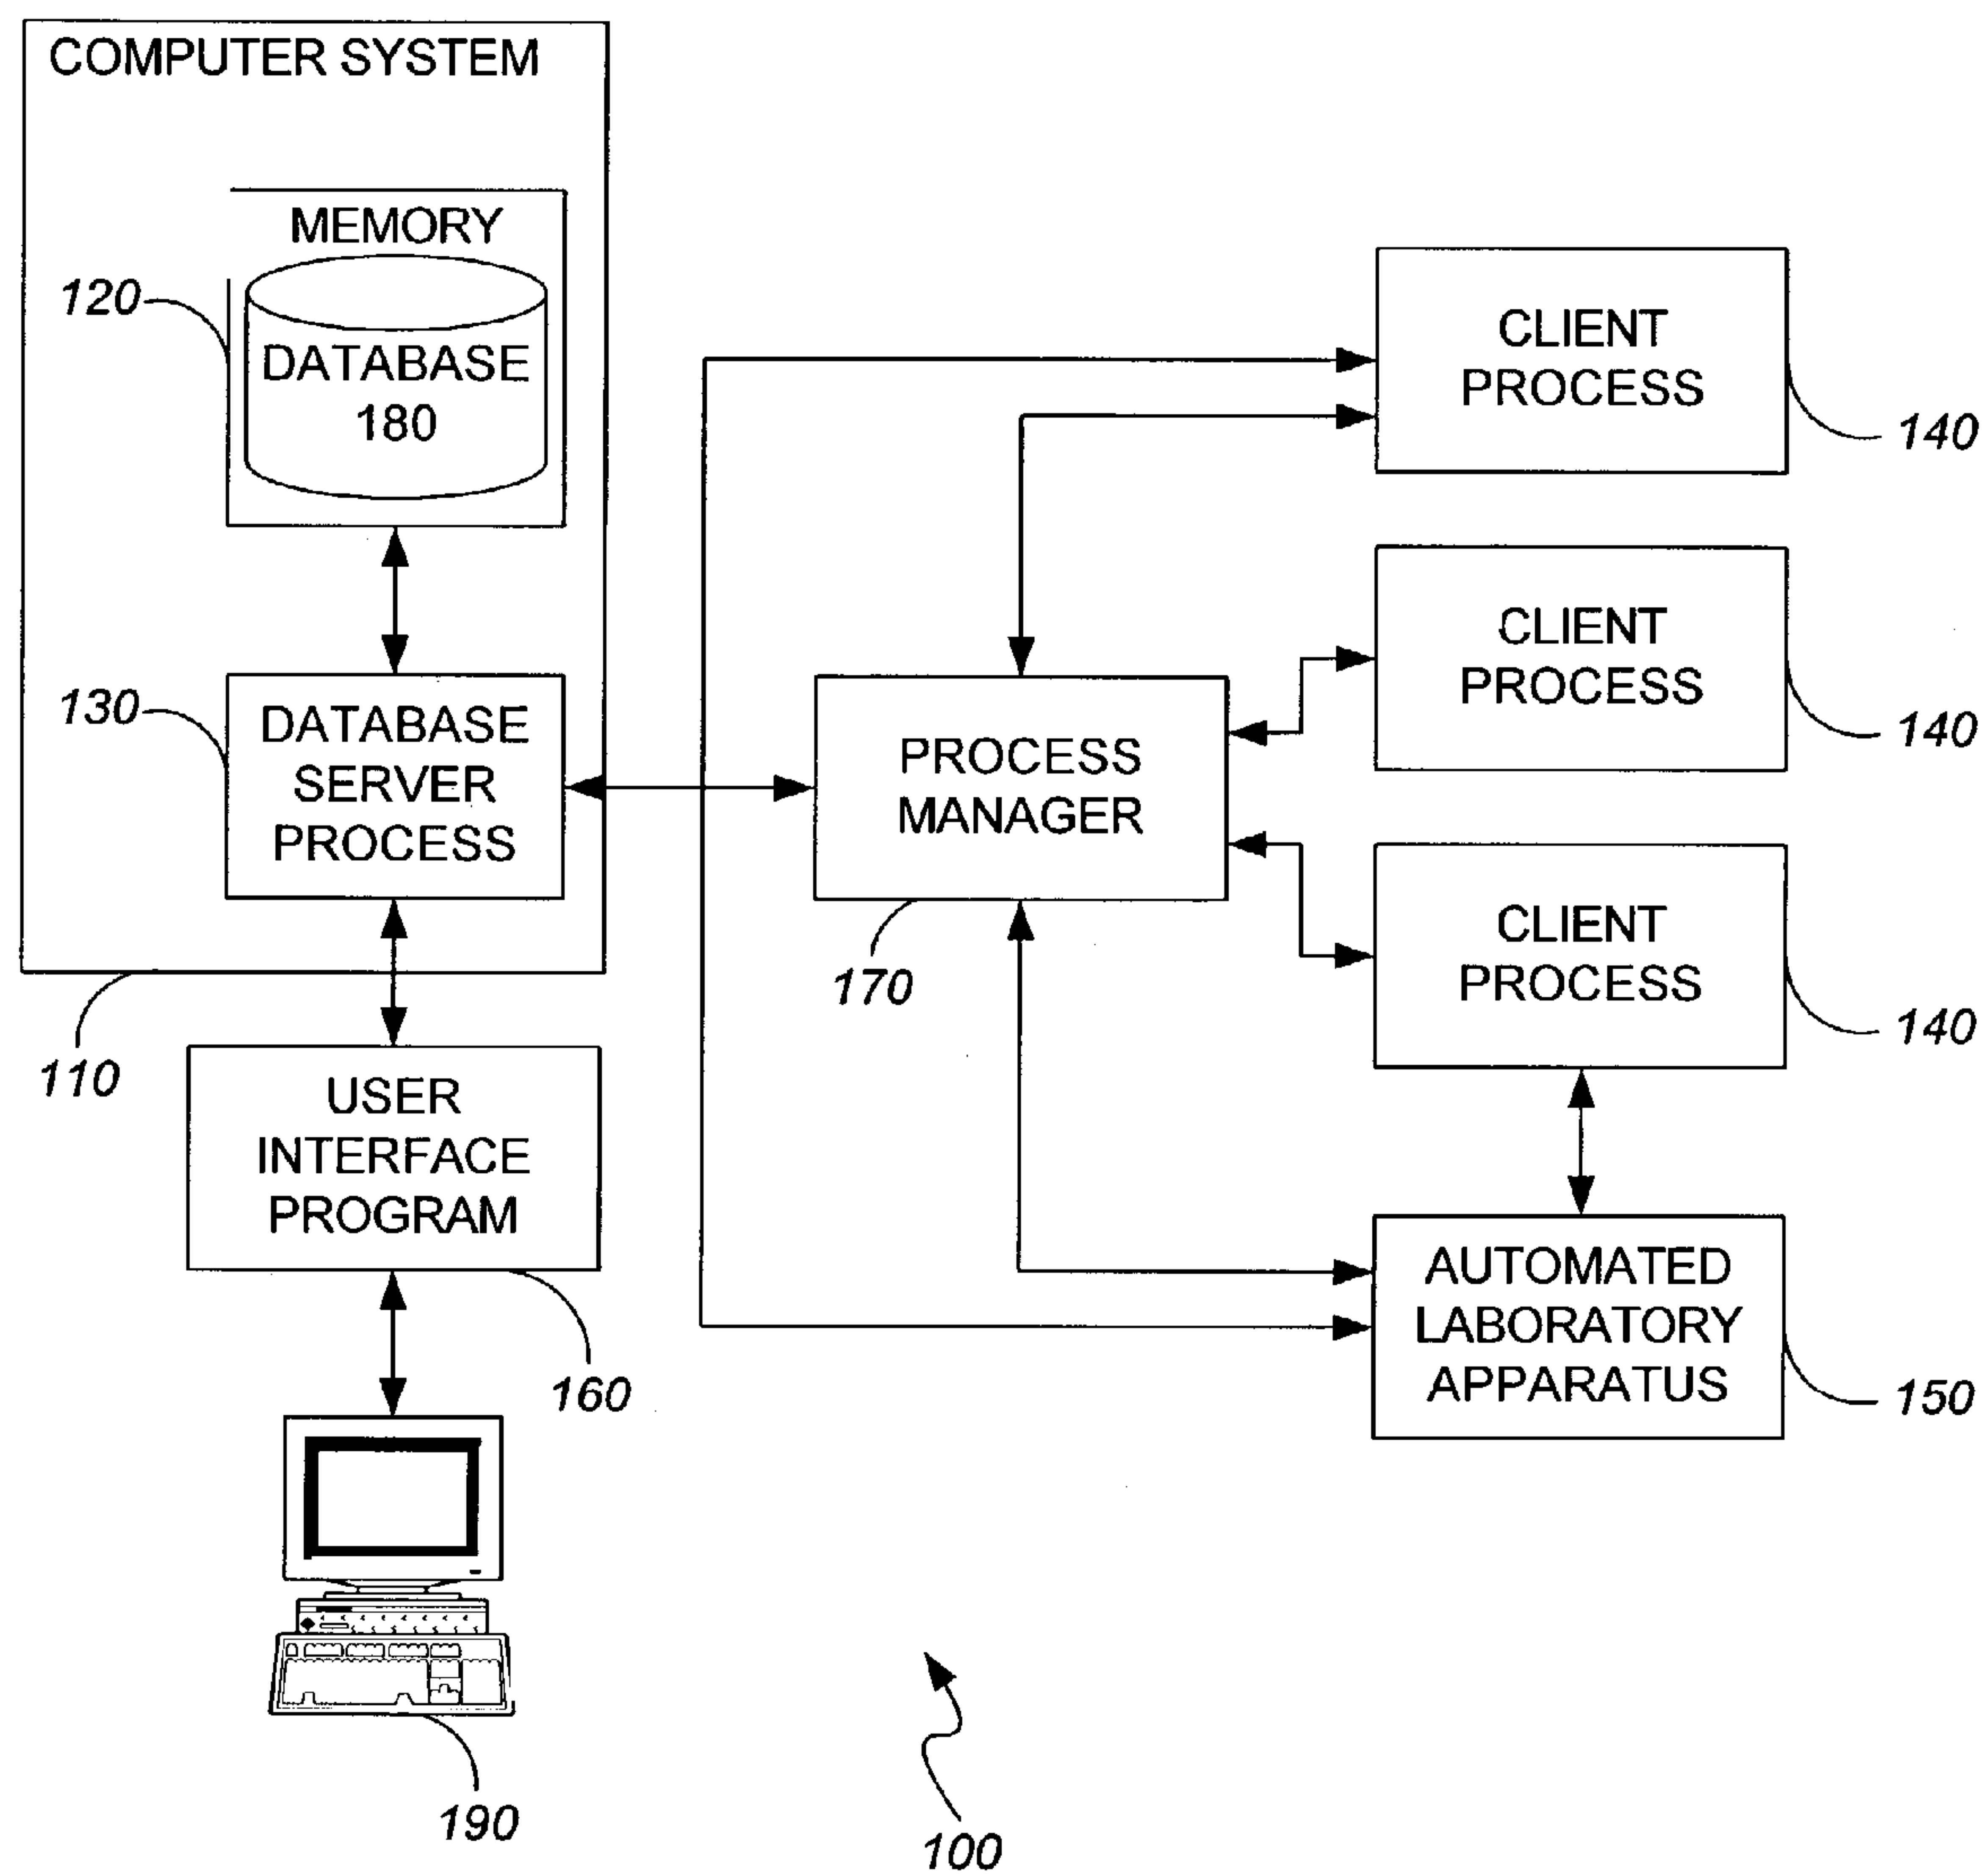 COMPUTER SYSTEM
MEMORY
120
DATABASE
180
130
DATABASE
SERVER
PROCESS
110
USER
INTERFACE
PROGRAM
160
190
PROCESS
MANAGER
170
CLIENT
PROCESS
140
CLIENT
PROCESS
140
CLIENT
PROCESS
140
AUTOMATED
LABORATORY
APPARATUS
150
100